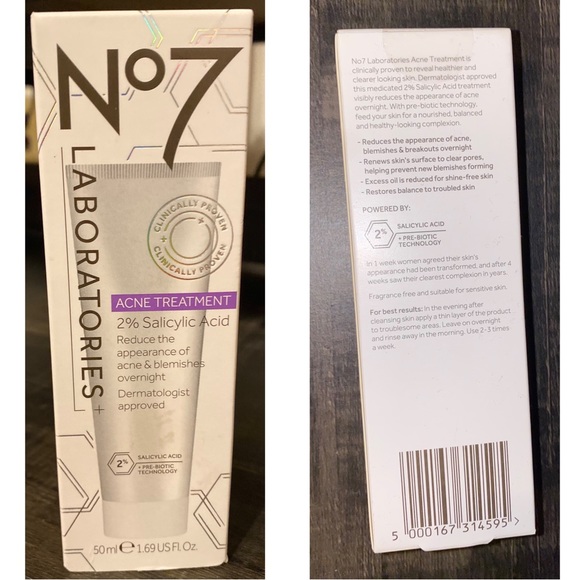 No7
LABORATORIES+
CLINICALLY PROVEN
CLINICALLY PROVEN
ACNE TREATMENT
2% Salicylic Acid
Reduce the
appearance of
acne & blemishes
overnight
Dermatologist
approved
2%
SALICYLIC ACID
+ PRE-BIOTIC
TECHNOLOGY
50ml e 1.69 US Fl. Oz.
No7 Laboratories Acne Treatment is
clinically proven to reveal healthier and
clearer looking skin. Dermatologist approved
this medicated 2% Salicylic Acid treatment
visibly reduces the appearance of acne
overnight. With pre-biotic technology,
feed your skin for a nourished, balanced
and healthy-looking complexion.
- Reduces the appearance of acne,
blemishes & breakouts overnight
- Renews skin's surface to clear pores,
helping prevent new blemishes forming
- Excess oil is reduced for shine-free skin
- Restores balance to troubled skin
POWERED BY:
2%
SALICYLIC ACID
+ PRE-BIOTIC
TECHNOLOGY
In 1 week women agreed their skin's
appearance had been transformed, and after 4
weeks saw their clearest complexion in years.
Fragrance free and suitable for sensitive skin.
For best results: In the evening after
cleansing skin apply a thin layer of the product
to troublesome areas. Leave on overnight
and rinse away in the morning. Use 2-3 times
a week.
5 000167 314595 >